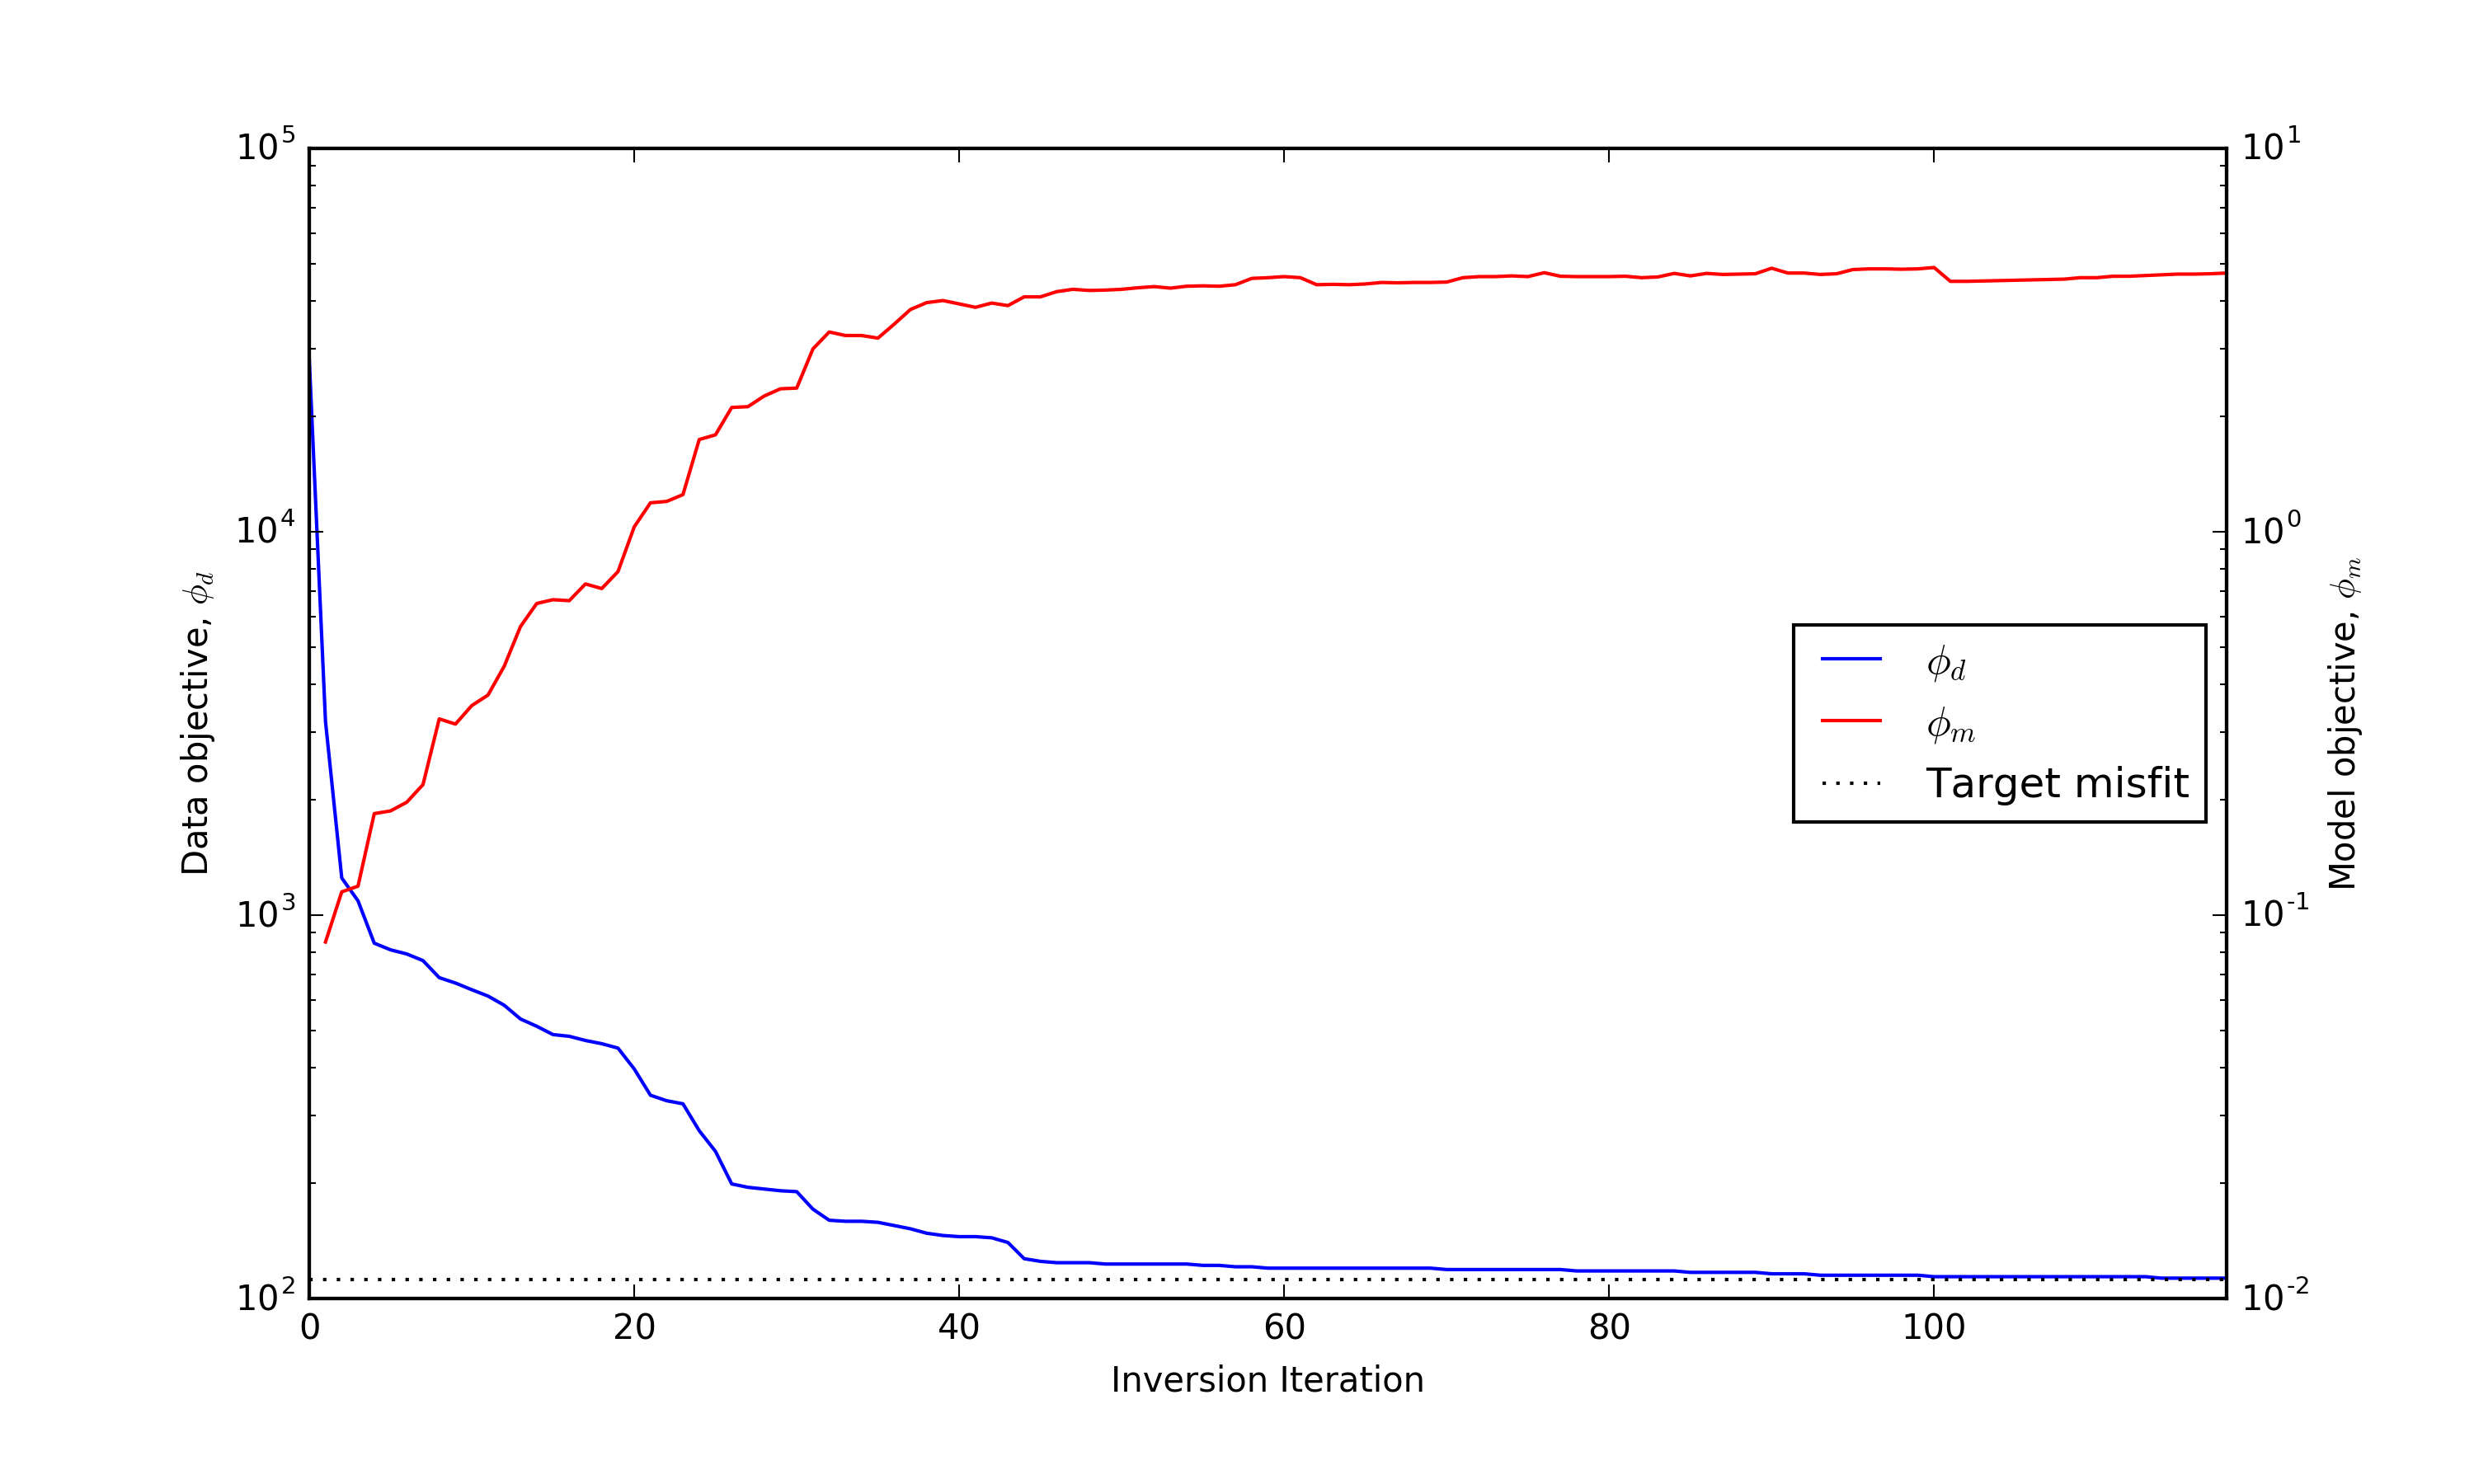 10^5
10^4
10^3
10^2
Data objective, ϕ_d
10^1
10^0
10^-1
10^-2
Model objective, ϕ_m
ϕ_d
ϕ_m
Target misfit
0 20 40 60 80 100
Inversion Iteration